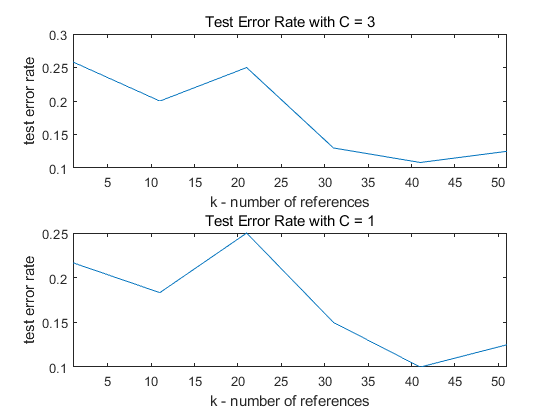 Test Error Rate with C = 3
0.3
0.25
0.2
0.15
0.1
test error rate
5 10 15 20 25 30 35 40 45 50
k - number of references
Test Error Rate with C = 1
0.25
0.2
0.15
0.1
test error rate
5 10 15 20 25 30 35 40 45 50
k - number of references